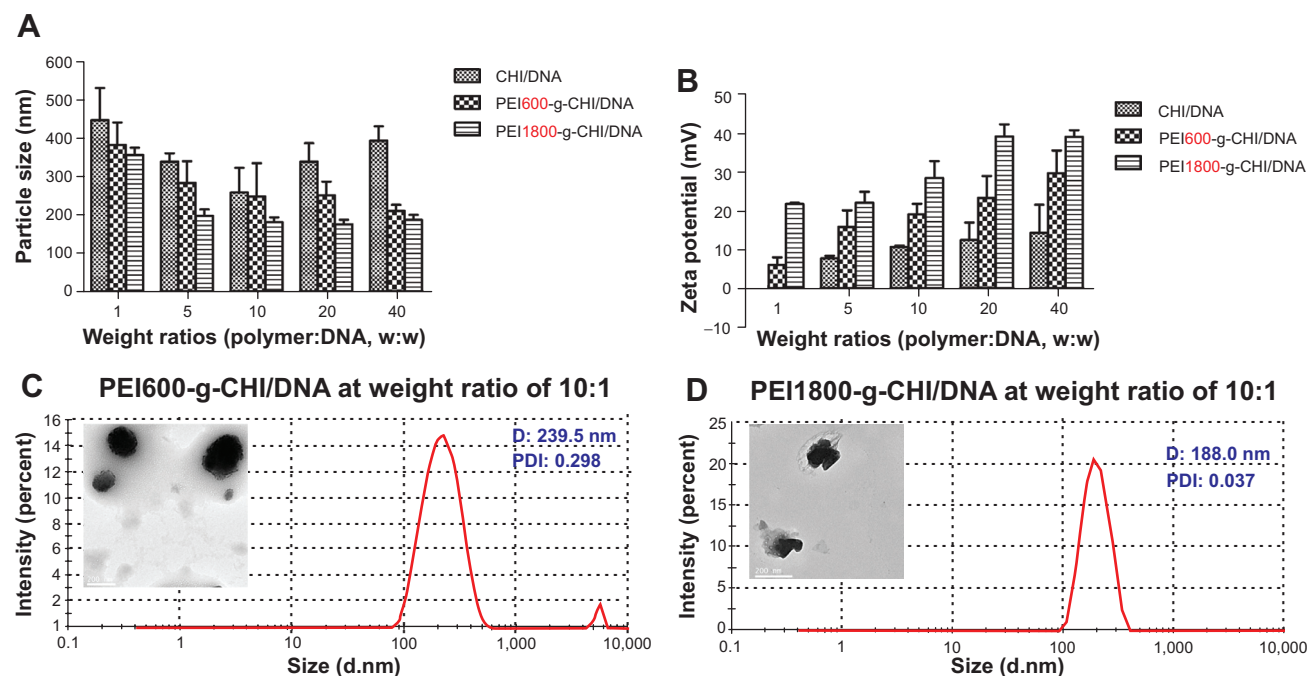 A
600
500
400
300
200
100
0
Particle size (nm)
1 5 10 20 40
Weight ratios (polymer:DNA, w:w)
CHI/DNA
PEI600-g-CHI/DNA
PEI1800-g-CHI/DNA
B
50
40
30
20
10
0
–10
Zeta potential (mV)
1 5 10 20 40
Weight ratios (polymer:DNA, w:w)
CHI/DNA
PEI600-g-CHI/DNA
PEI1800-g-CHI/DNA
C PEI600-g-CHI/DNA at weight ratio of 10:1
16
14
12
10
8
6
4
2
1
Intensity (percent)
D: 239.5 nm
PDI: 0.298
200 nm
0.1 1 10 100 1,000 10,000
Size (d.nm)
D PEI1800-g-CHI/DNA at weight ratio of 10:1
25
20
15
10
5
0
Intensity (percent)
D: 188.0 nm
PDI: 0.037
200 nm
0.1 1 10 100 1,000 10,000
Size (d.nm)